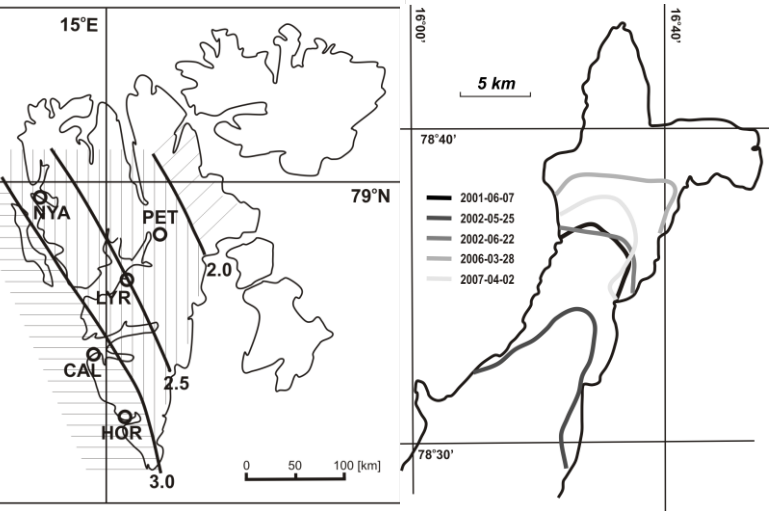 15°E
79°N
NYA
PET
2.0
LYR
CAL
2.5
HOR
3.0
0 50 100 [km]
16°00'
16°40'
5 km
78°40'
2001-06-07
2002-05-25
2002-06-22
2006-03-28
2007-04-02
78°30'